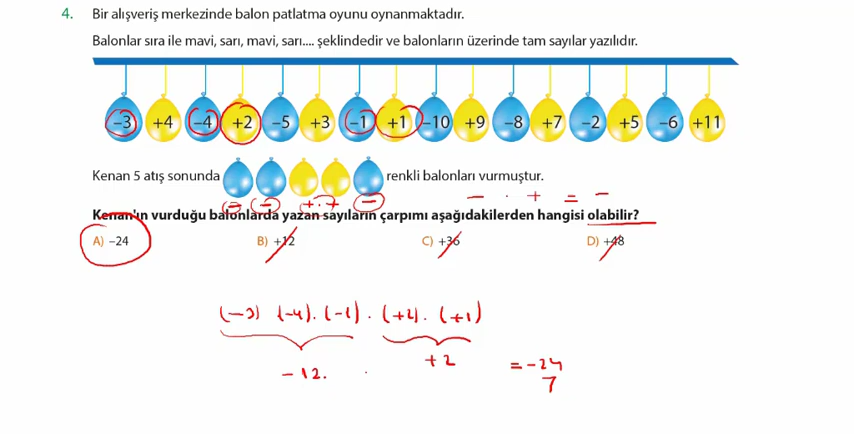 4. Bir alışveriş merkezinde balon patlatma oyunu oynanmaktadır.
Balonlar sıra ile mavi, sarı, mavi, sarı.... şeklindedir ve balonların üzerinde tam sayılar yazılıdır.
-3 +4 -4 +2 -5 +3 -1 +1 -10 +9 -8 +7 -2 +5 -6 +11
Kenan 5 atış sonunda renkli balonları vurmuştur.
- - + . + - - . + = -
Kenan'ın vurduğu balonlarda yazan sayıların çarpımı aşağıdakilerden hangisi olabilir?
A) -24 B) +12 C) +36 D) +48
(-3) (-4). (-1) . (+2). (+1)
-12. . +2 = -24